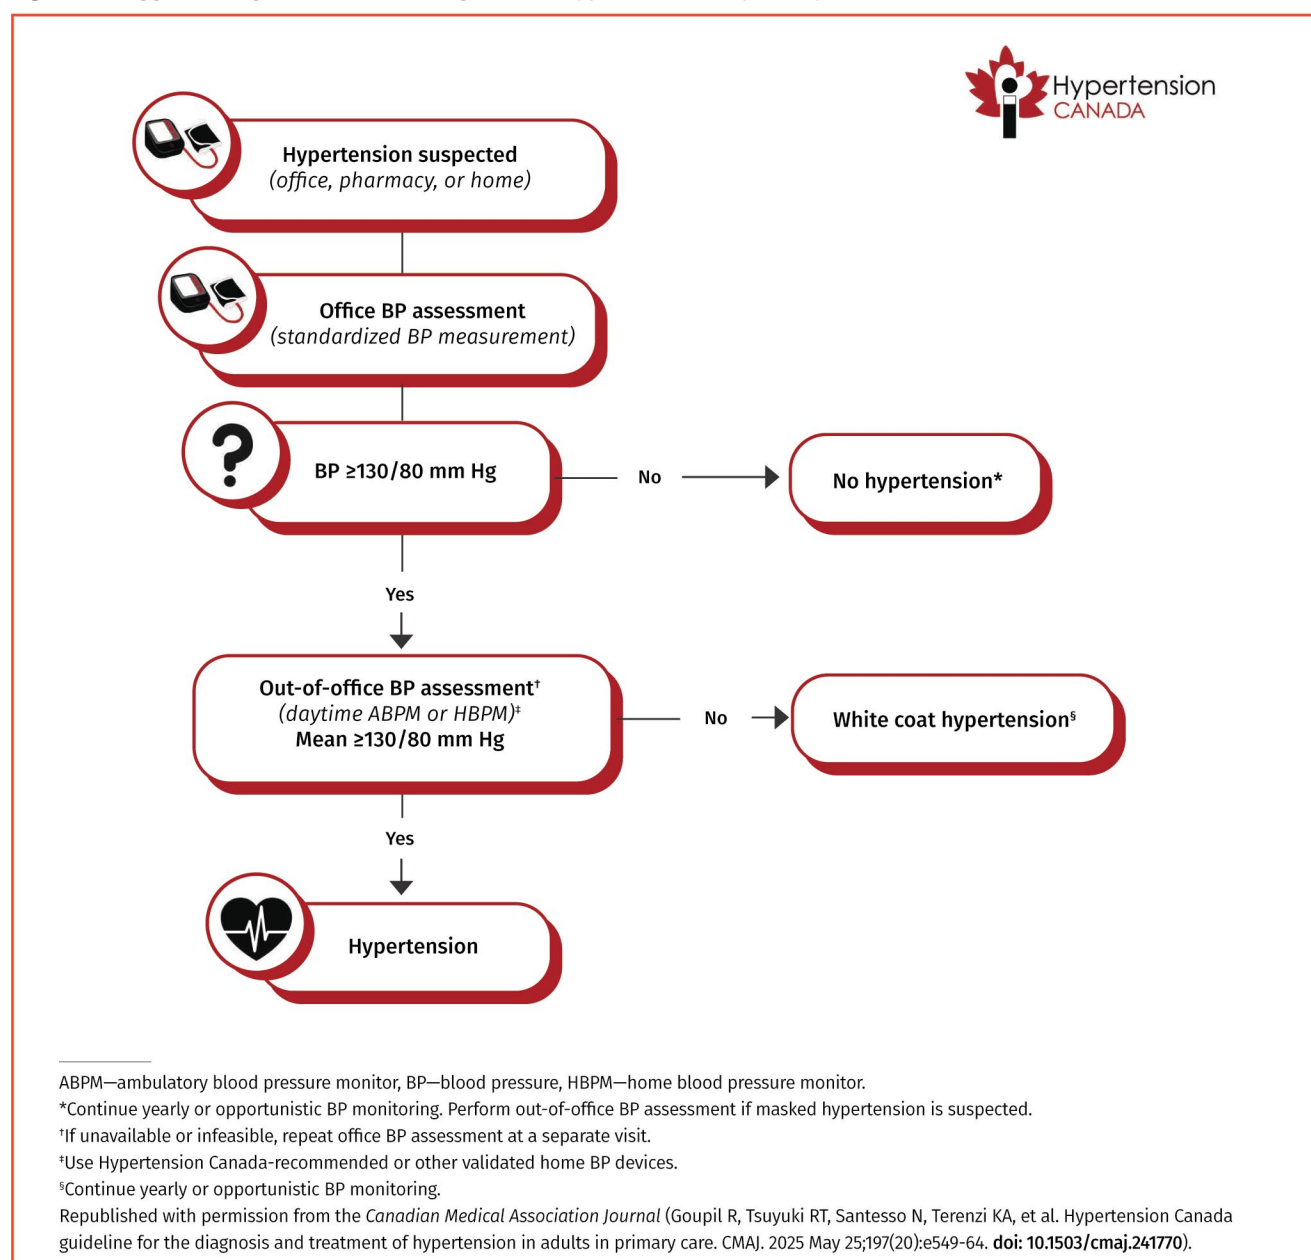 Hypertension
CANADA
Hypertension suspected
(office, pharmacy, or home)
Office BP assessment
(standardized BP measurement)
?
BP ≥130/80 mm Hg
No
No hypertension*
Yes
Out-of-office BP assessment†
(daytime ABPM or HBPM)‡
Mean ≥130/80 mm Hg
No
White coat hypertension§
Yes
Hypertension
ABPM—ambulatory blood pressure monitor, BP—blood pressure, HBPM—home blood pressure monitor.
*Continue yearly or opportunistic BP monitoring. Perform out-of-office BP assessment if masked hypertension is suspected.
†If unavailable or infeasible, repeat office BP assessment at a separate visit.
‡Use Hypertension Canada-recommended or other validated home BP devices.
§Continue yearly or opportunistic BP monitoring.
Republished with permission from the Canadian Medical Association Journal (Goupil R, Tsuyuki RT, Santesso N, Terenzi KA, et al. Hypertension Canada
guideline for the diagnosis and treatment of hypertension in adults in primary care. CMAJ. 2025 May 25;197(20):e549-64. doi: 10.1503/cmaj.241770).